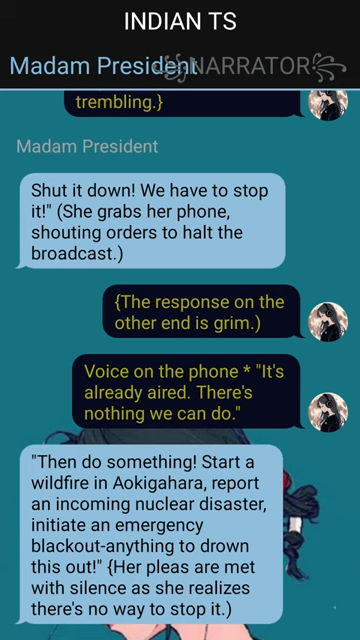 INDIAN TS
Madam President ꧁NARRATOR꧂
trembling.}
Madam President
Shut it down! We have to stop
it!" (She grabs her phone,
shouting orders to halt the
broadcast.)
{The response on the
other end is grim.)
Voice on the phone * "It's
already aired. There's
nothing we can do."
"Then do something! Start a
wildfire in Aokigahara, report
an incoming nuclear disaster,
initiate an emergency
blackout-anything to drown
this out!" {Her pleas are met
with silence as she realizes
there's no way to stop it.)